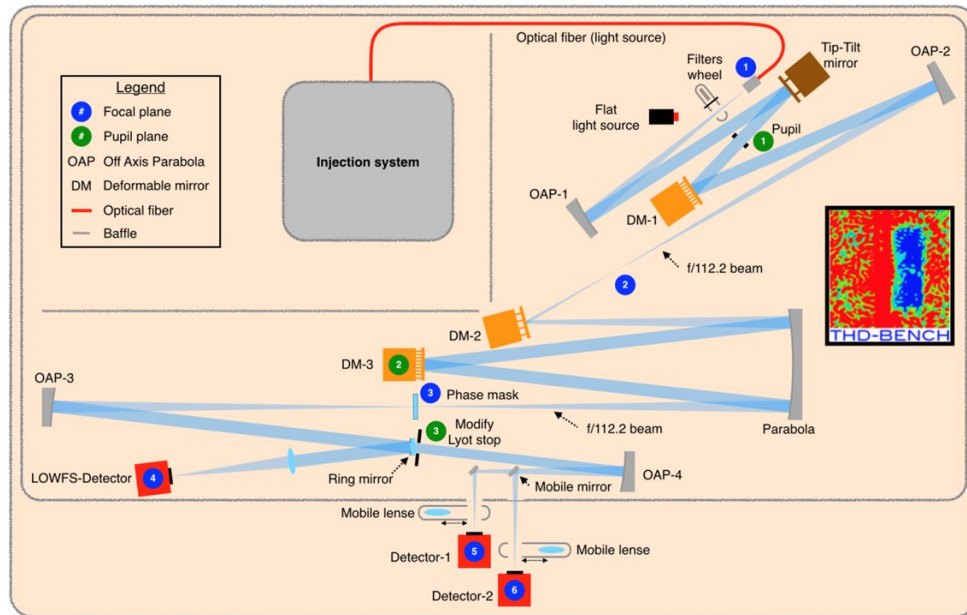 Optical fiber (light source)
Tip-Tilt
mirror
OAP-2
Filters
wheel
1
Legend
# Focal plane
# Pupil plane
OAP Off Axis Parabola
DM Deformable mirror
Optical fiber
Baffle
Flat
light source
Pupil
1
Injection system
OAP-1
DM-1
f/112.2 beam
2
THD-BENCH
DM-2
DM-3
2
OAP-3
3 Phase mask
f/112.2 beam
Parabola
3 Modify
Lyot stop
LOWFS-Detector
4
Ring mirror
OAP-4
Mobile mirror
Mobile lense
Detector-1
5
Mobile lense
Detector-2
6